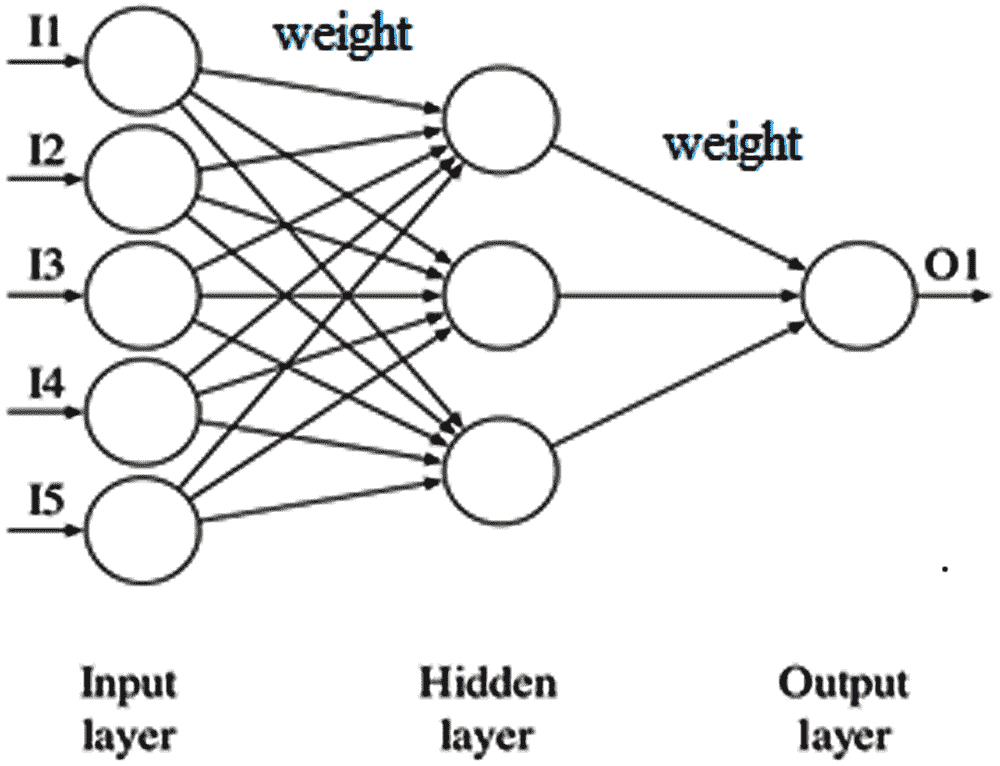 I1
weight
I2
weight
I3
O1
I4
I5
Input
layer
Hidden
layer
Output
layer